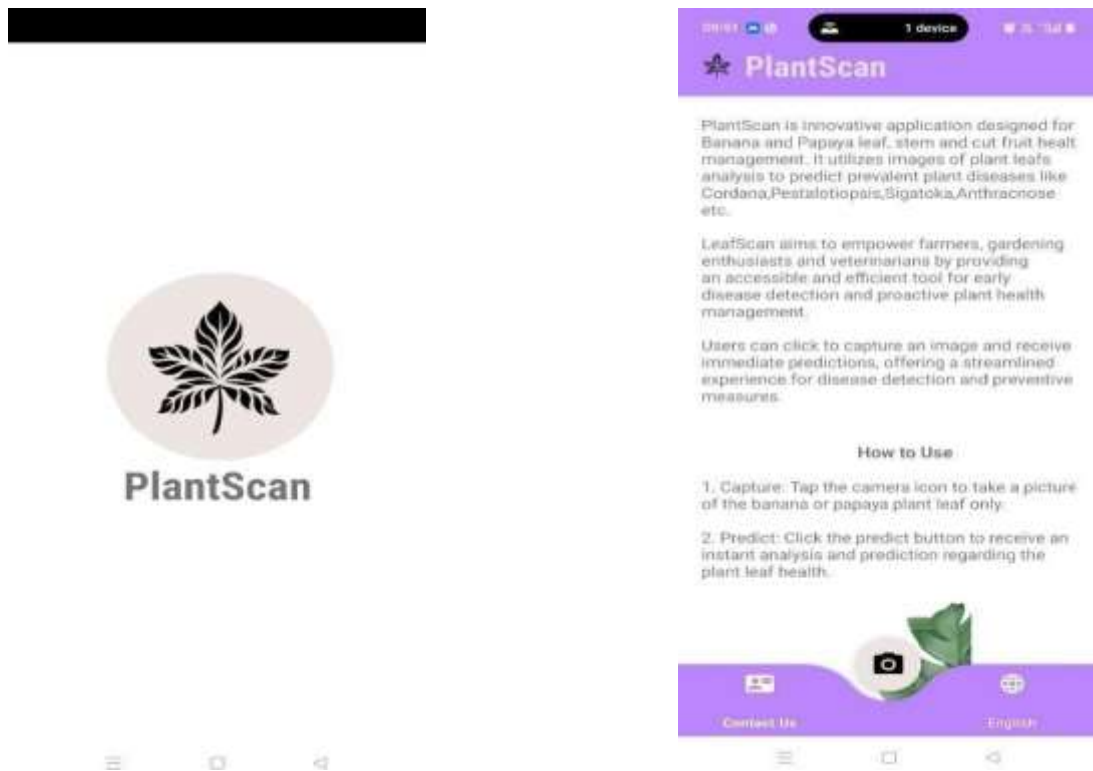 PlantScan
1 device
PlantScan
PlantScan is innovative application designed for
Banana and Papaya leaf, stem and cut fruit healt
management. It utilizes images of plant leafs
analysis to predict prevalent plant diseases like
Cordana,Pestalotiopsis,Sigatoka,Anthracnose
etc.
LeafScan aims to empower farmers, gardening
enthusiasts and veterinarians by providing
an accessible and efficient tool for early
disease detection and proactive plant health
management.
Users can click to capture an image and receive
immediate predictions, offering a streamlined
experience for disease detection and preventive
measures.
How to Use
1. Capture: Tap the camera icon to take a picture
of the banana or papaya plant leaf only.
2. Predict: Click the predict button to receive an
instant analysis and prediction regarding the
plant leaf health.
Contact Us
English